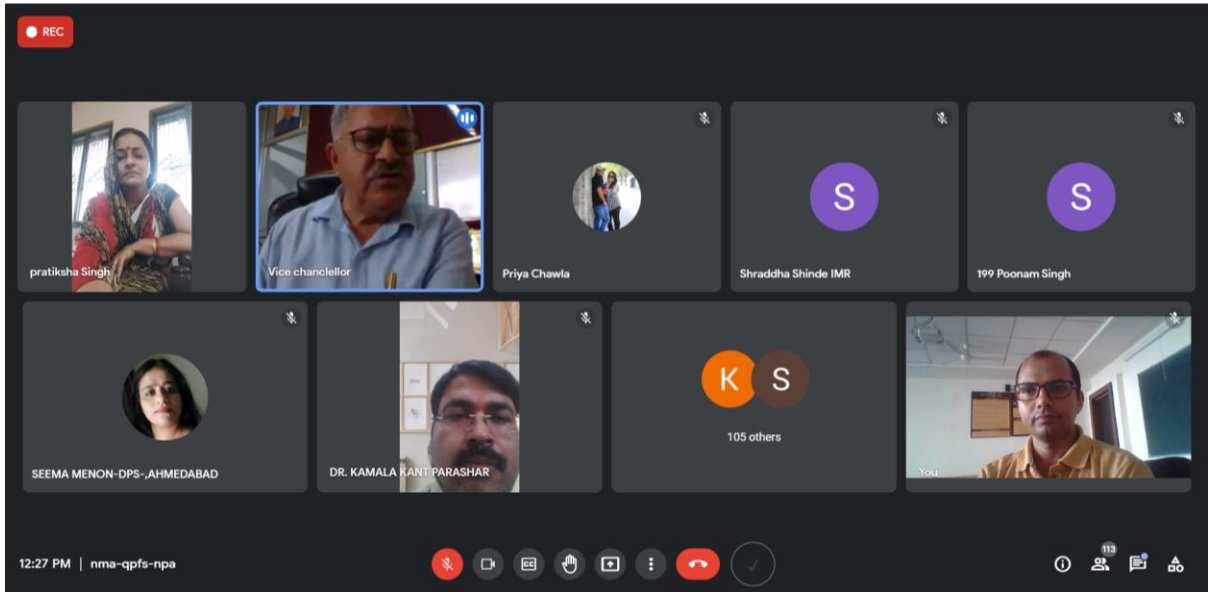 REC
pratiksha Singh
Vice chanclellor
Priya Chawla
S
Shraddha Shinde IMR
S
199 Poonam Singh
SEEMA MENON-DPS-,AHMEDABAD
DR. KAMALA KANT PARASHAR
K S
105 others
You
12:27 PM | nma-qpfs-npa
CC
113